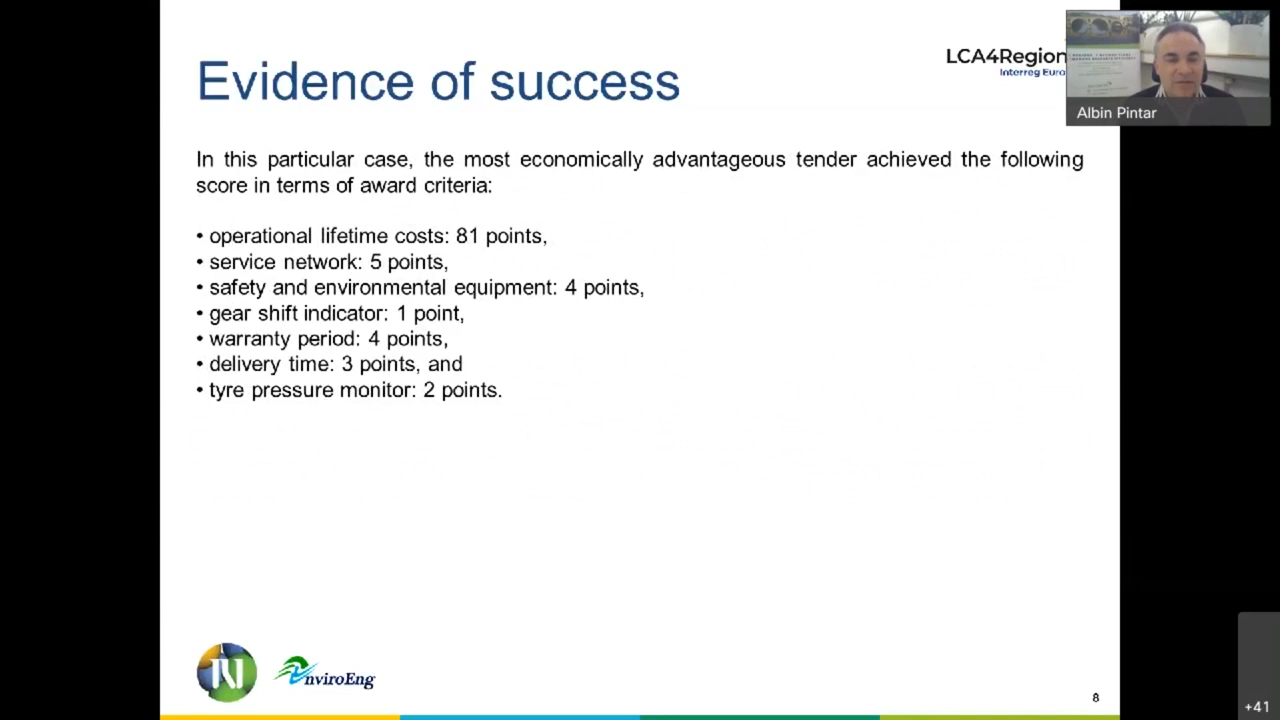 Evidence of success
LCA4Region
Interreg Euro
Albin Pintar
In this particular case, the most economically advantageous tender achieved the following
score in terms of award criteria:
• operational lifetime costs: 81 points,
• service network: 5 points,
• safety and environmental equipment: 4 points,
• gear shift indicator: 1 point,
• warranty period: 4 points,
• delivery time: 3 points, and
• tyre pressure monitor: 2 points.
nviroEng
8
+41